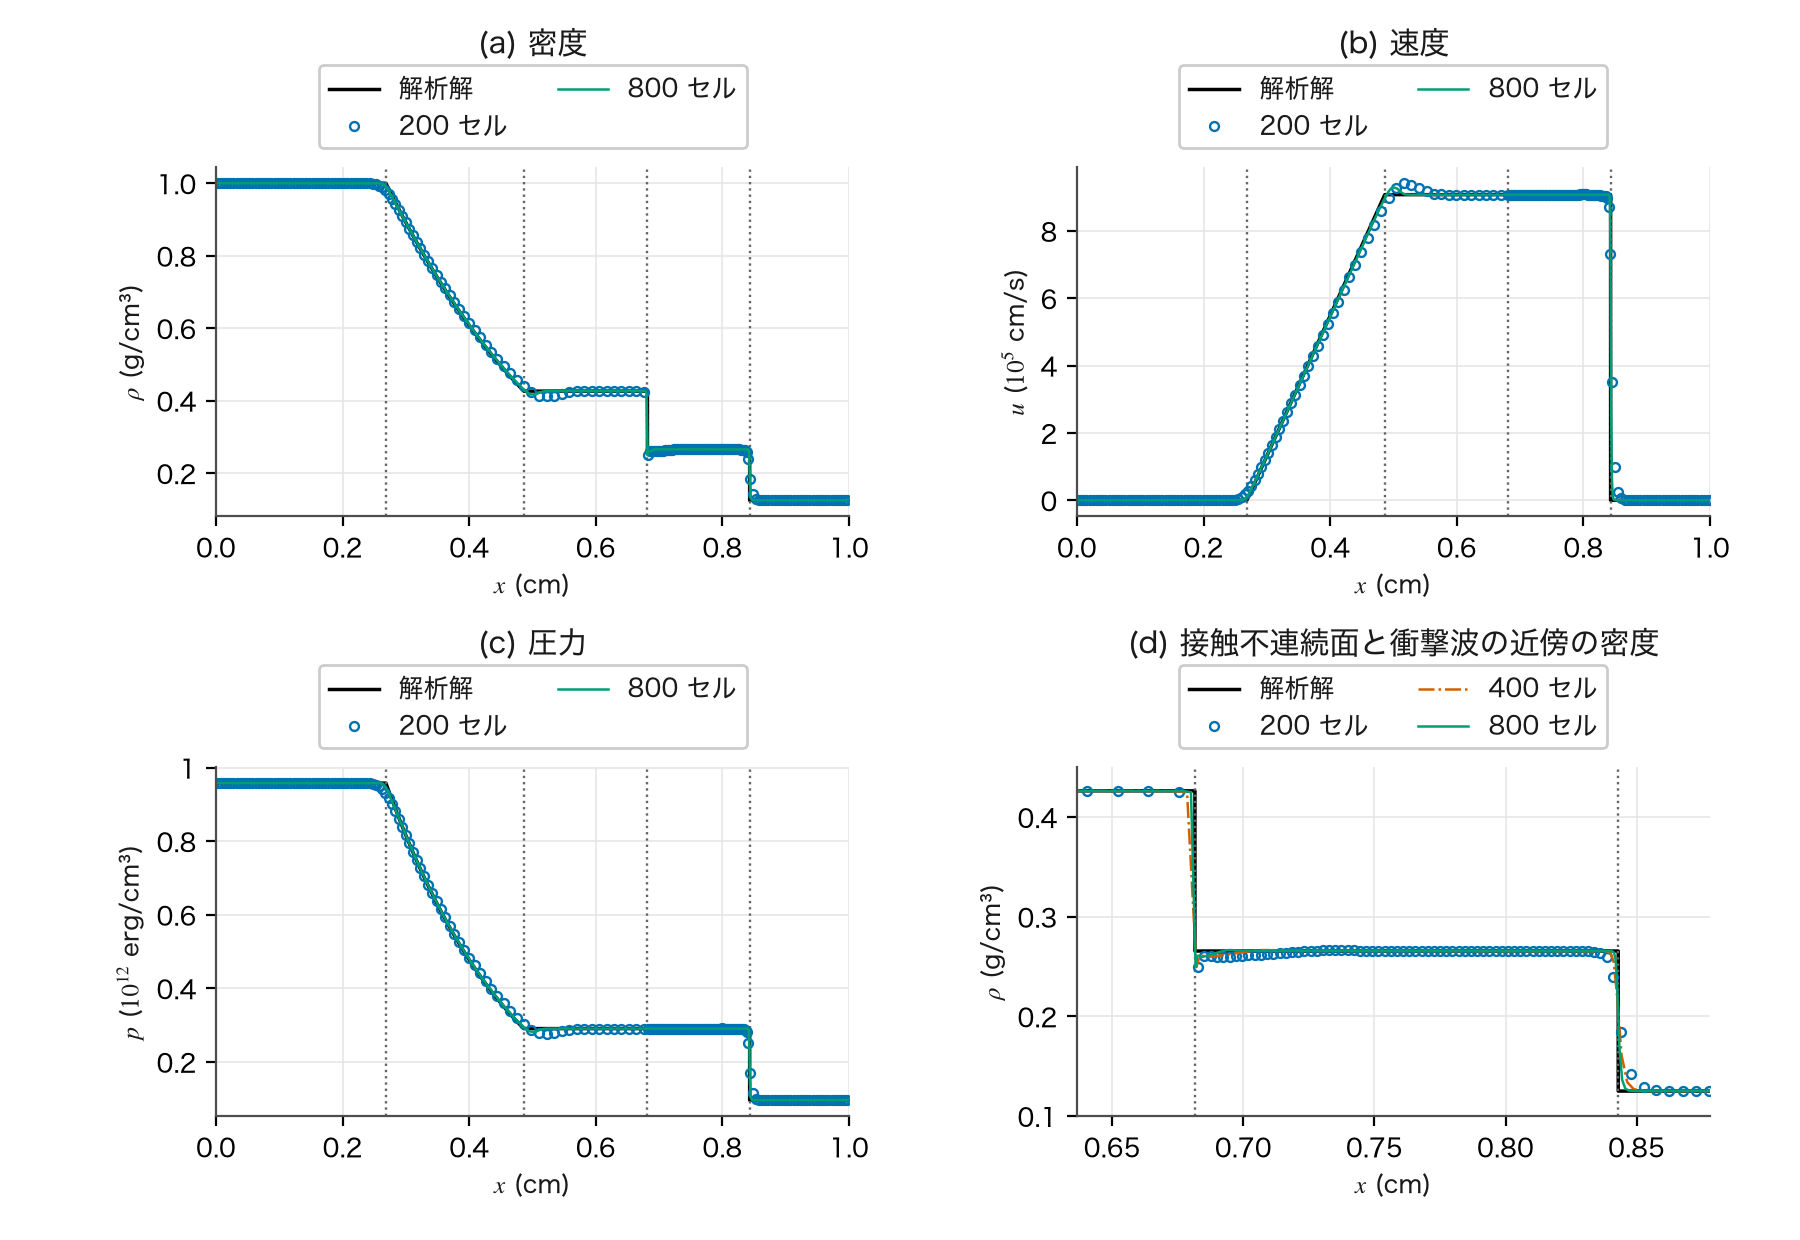 (a) 密度
解析解
800 セル
200 セル
1.0
0.8
0.6
0.4
0.2
ρ (g/cm³)
0.0 0.2 0.4 0.6 0.8 1.0
x (cm)
(b) 速度
解析解
800 セル
200 セル
8
6
4
2
0
u (10⁵ cm/s)
0.0 0.2 0.4 0.6 0.8 1.0
x (cm)
(c) 圧力
解析解
800 セル
200 セル
1
0.8
0.6
0.4
0.2
p (10¹² erg/cm³)
0.0 0.2 0.4 0.6 0.8 1.0
x (cm)
(d) 接触不連続面と衝撃波の近傍の密度
解析解
400 セル
200 セル
800 セル
0.4
0.3
0.2
0.1
ρ (g/cm³)
0.65 0.70 0.75 0.80 0.85
x (cm)